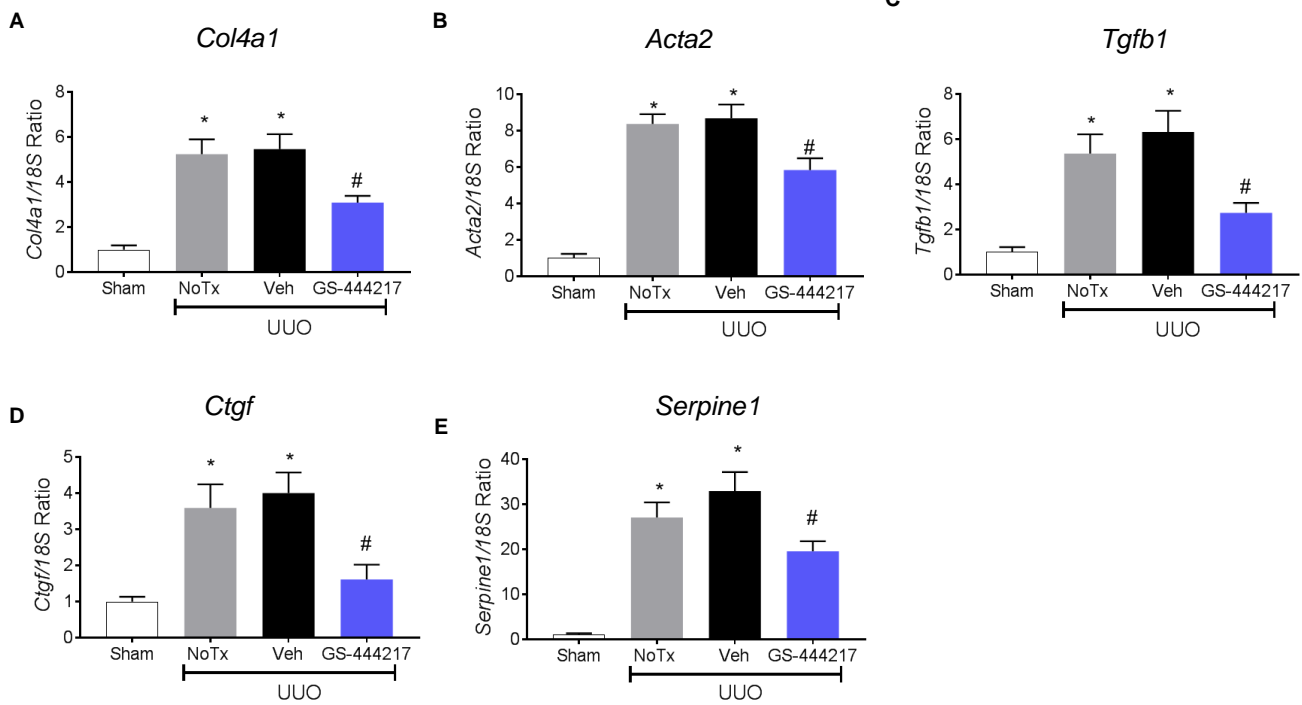 A
Col4a1
Col4a1/18S Ratio
8
6
4
2
0
*
*
#
Sham
NoTx
Veh
GS-444217
UUO
B
Acta2
Acta2/18S Ratio
10
8
6
4
2
0
*
*
#
Sham
NoTx
Veh
GS-444217
UUO
C
Tgfb1
Tgfb1/18S Ratio
8
6
4
2
0
*
*
#
Sham
NoTx
Veh
GS-444217
UUO
D
Ctgf
Ctgf/18S Ratio
5
4
3
2
1
0
*
*
#
Sham
NoTx
Veh
GS-444217
UUO
E
Serpine1
Serpine1/18S Ratio
40
30
20
10
0
*
*
#
Sham
NoTx
Veh
GS-444217
UUO